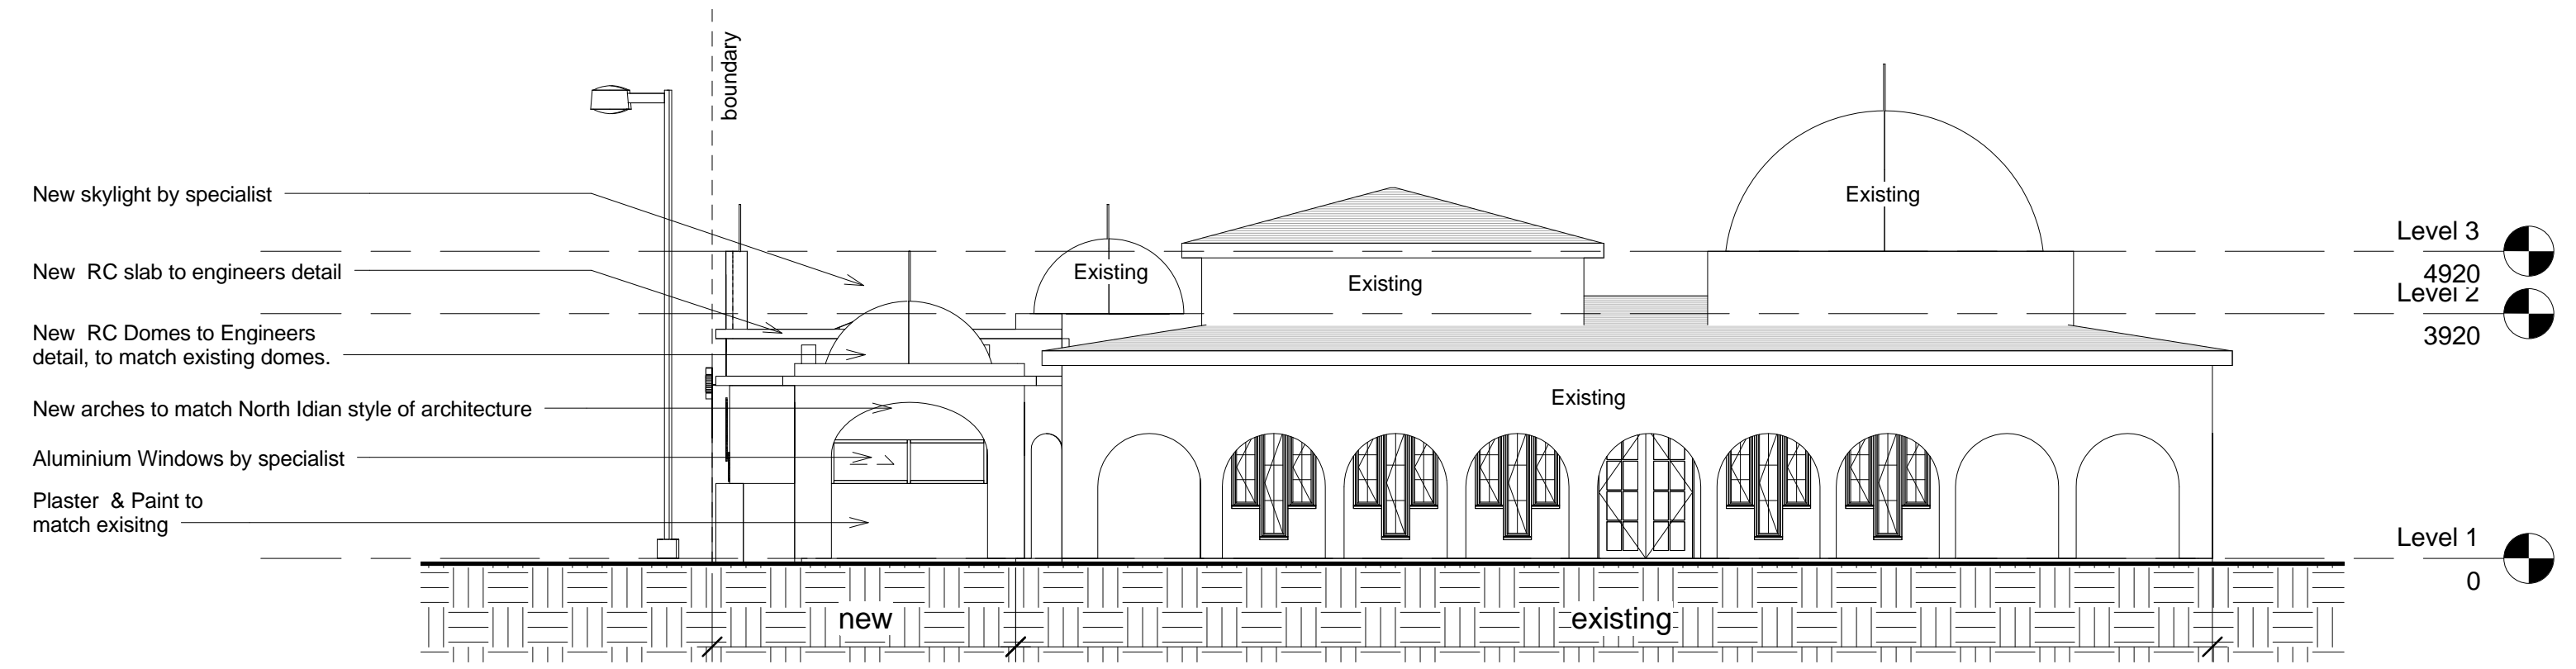 boundary
New skylight by specialist
New RC slab to engineers detail
New RC Domes to Engineers
detail, to match existing domes.
New arches to match North Idian style of architecture
Aluminium Windows by specialist
Plaster & Paint to
match exisitng
Existing
Existing
Existing
Existing
Level 3
4920
Level 2
3920
Level 1
0
new
existing